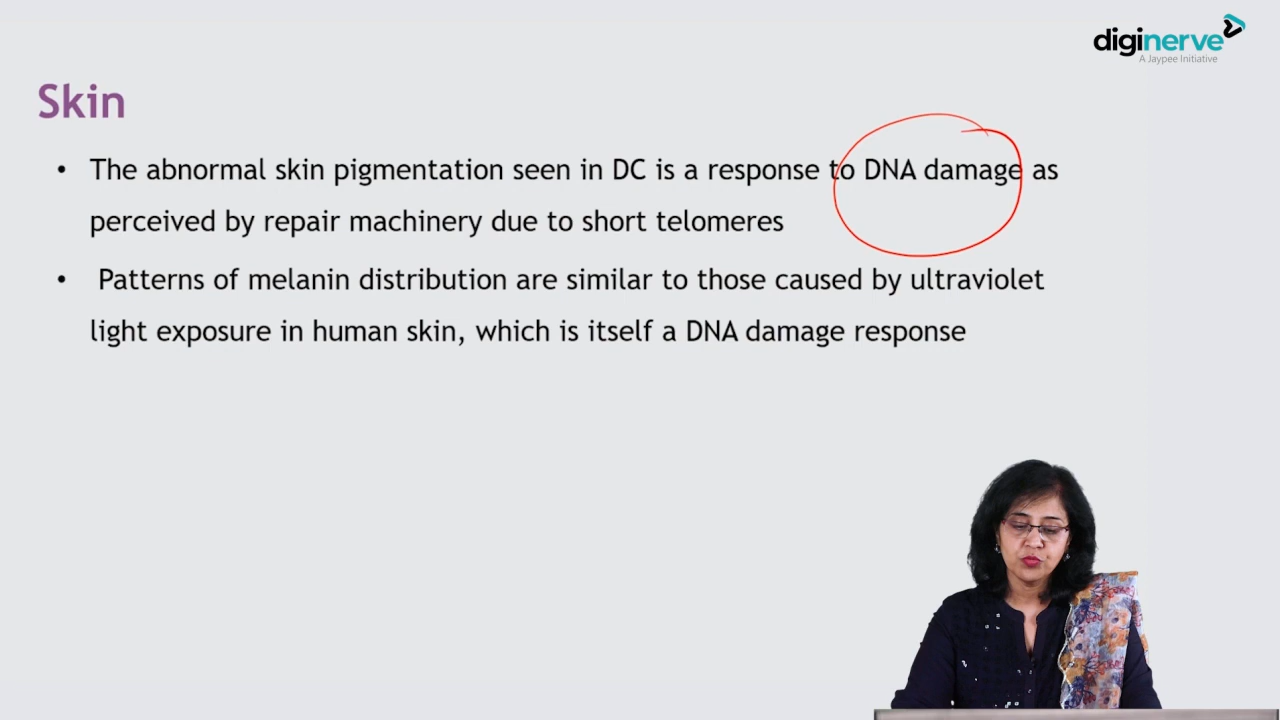 diginerve
A Jaypee Initiative
Skin
• The abnormal skin pigmentation seen in DC is a response to DNA damage as
perceived by repair machinery due to short telomeres
• Patterns of melanin distribution are similar to those caused by ultraviolet
light exposure in human skin, which is itself a DNA damage response